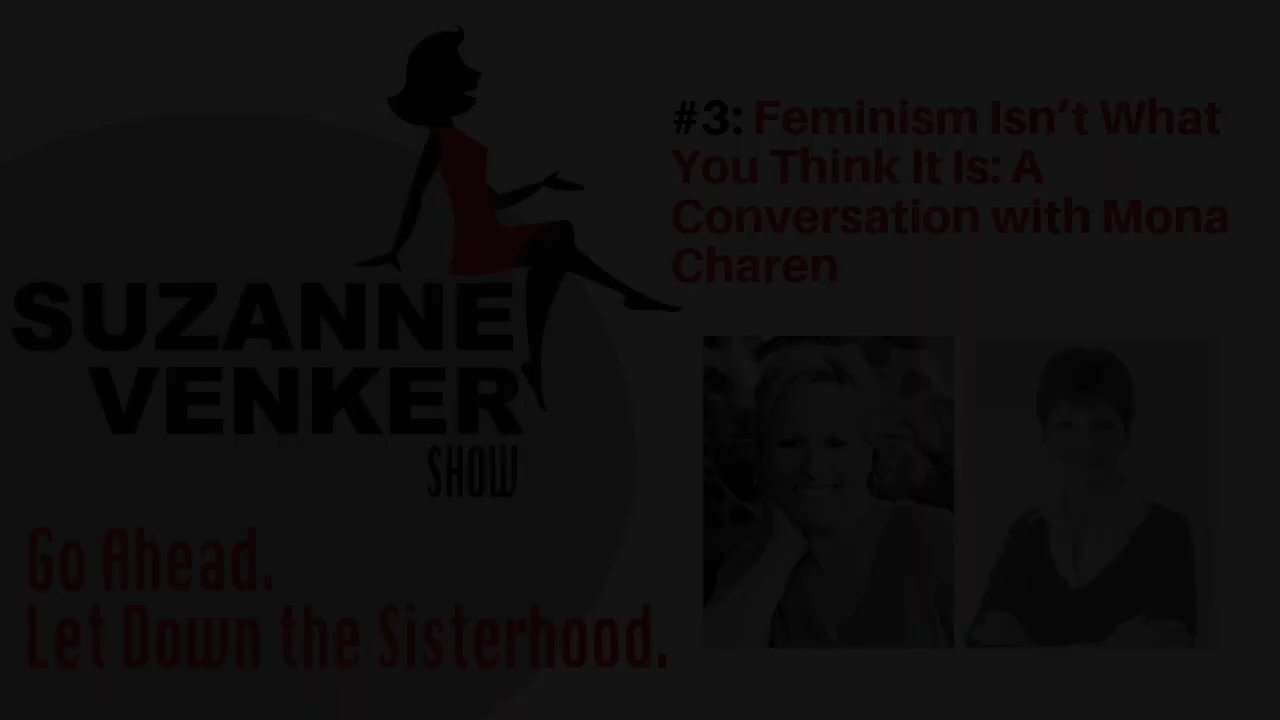 SUZANNE
VENKER
SHOW
Go Ahead.
Let Down the Sisterhood.
#3: Feminism Isn't What
You Think It Is: A
Conversation with Mona
Charen